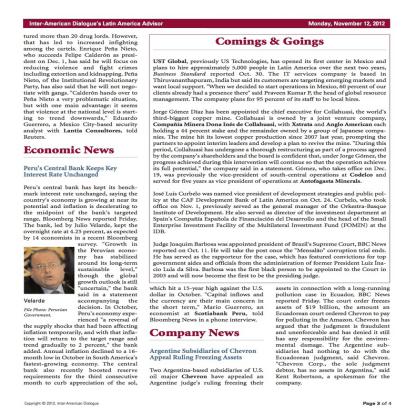 Inter-American Dialogue's Latin America Advisor
Monday, November 12, 2012
tured more than 20 drug lords. However,
that has led to increased infighting
among the cartels. Enrique Peña Nieto,
who succeeds Felipe Calderón as presi-
dent on Dec. 1, has said he will focus on
reducing violence and fight crimes
including extortion and kidnapping. Peña
Nieto, of the Institutional Revolutionary
Party, has also said that he will not nego-
tiate with gangs. "Calderón hands over to
Peña Nieto a very problematic situation,
but with one main advantage: it seems
that violence at the national level is start-
ing to trend downwards," Eduardo
Guerrero, a Mexico City-based security
analyst with Lantia Consultores, told
Reuters.
Economic News
Peru's Central Bank Keeps Key
Interest Rate Unchanged
Peru's central bank has kept its bench-
mark interest rate unchanged, saying the
country's economy is growing at near its
potential and inflation is decelerating to
the midpoint of the bank's targeted
range, Bloomberg News reported Friday.
The bank, led by Julio Velarde, kept the
overnight rate at 4.25 percent, as expected
by 14 economists in a recent Bloomberg
survey. "Growth in
the Peruvian econo-
my has stabilized
around its long-term
sustainable level,"
though the global
growth outlook is still
"uncertain," the bank
said in a statement
accompanying the
decision. In October,
Peru's economy expe-
rienced "a reversal of
Velarde
File Photo: Peruvian
Government.
the supply shocks that had been affecting
inflation temporarily, and with that infla-
tion will return to the target range and
trend gradually to 2 percent," the bank
added. Annual inflation declined to a 16-
month low in October in South America's
fastest-growing economy. The central
bank also recently boosted reserve
requirements for the third consecutive
month to curb appreciation of the sol,
Comings & Goings
UST Global, previously US Technologies, has opened its first center in Mexico and
plans to hire approximately 5,000 people in Latin America over the next two years,
Business Standard reported Oct. 30. The IT services company is based in
Thiruvananthapuram, India but said its customers are targeting emerging markets and
want local support. "When we decided to start operations in Mexico, 80 percent of our
clients already had a presence there" said Praveen Kumar P, the head of global resource
management. The company plans for 95 percent of its staff to be local hires.
Jorge Gómez Díaz has been appointed the chief executive for Collahuasi, the world's
third-biggest copper mine. Collahuasi is owned by a joint venture company,
Compañía Minera Dona Inés de Collahuasi, with Xstrata and Anglo American each
holding a 44 percent stake and the remainder owned by a group of Japanese compa-
nies. The mine hit its lowest copper production since 2007 last year, prompting the
partners to appoint interim leaders and develop a plan to revive the mine. "During this
period, Collahuasi has undergone a thorough restructuring as part of a process agreed
by the company's shareholders and the board is confident that, under Jorge Gómez, the
progress achieved during this intervention will continue so that the operation achieves
its full potential," the company said in a statement. Gómez, who takes office on Dec.
19, was previously the vice-president of south-central operations at Codelco and
served for five years as vice president of operations at Antofagasta Minerals.
José Luis Curbelo was named vice president of development strategies and public pol-
icy at the CAF Development Bank of Latin America on Oct. 24. Curbelo, who took
office on Nov. 1, previously served as the general manager of the Orkestra-Basque
Institute of Development. He also served as director of the investment department at
Spain's Compañía Española de Financiación del Desarrollo and the head of the Small
Enterprise Investment Facility of the Multilateral Investment Fund (FOMIN) at the
IDB.
Judge Joaquim Barbosa was appointed president of Brazil's Supreme Court, BBC News
reported on Oct. 11. He will take the post once the "Mensalão" corruption trial ends.
He has served as the rapporteur for the case, which has featured convictions for top
government aides and officials from the administration of former President Luiz Iná-
cio Lula da Silva. Barbosa was the first black person to be appointed to the Court in
2003 and will now become the first to be the presiding judge.
which hit a 15-year high against the U.S.
dollar in October. "Capital inflows and
the currency are their main concern in
the short term," Mario Guerrero, an
economist at Scotiabank Peru, told
Bloomberg News in a phone interview.
Company News
Argentine Subsidiaries of Chevron
Appeal Ruling Freezing Assets
Two Argentina-based subsidiaries of U.S.
oil major Chevron have appealed an
Argentine judge's ruling freezing their
assets in connection with a long-running
pollution case in Ecuador, BBC News
reported Friday. The court order freezes
some of $19 billion, the amount an
Ecuadorean court ordered Chevron to pay
for polluting in the Amazon. Chevron has
argued that the judgment is fraudulent
and unenforceable and has denied it still
has any responsibility for the environ-
mental damage. The Argentine sub-
sidiaries had nothing to do with the
Ecuadorean judgment, said Chevron.
"Chevron Corp., the sole judgment
debtor, has no assets in Argentina," said
Kent Robertson, a spokesman for the
company.
Copyright © 2012, Inter-American Dialogue
Page 3 of 4